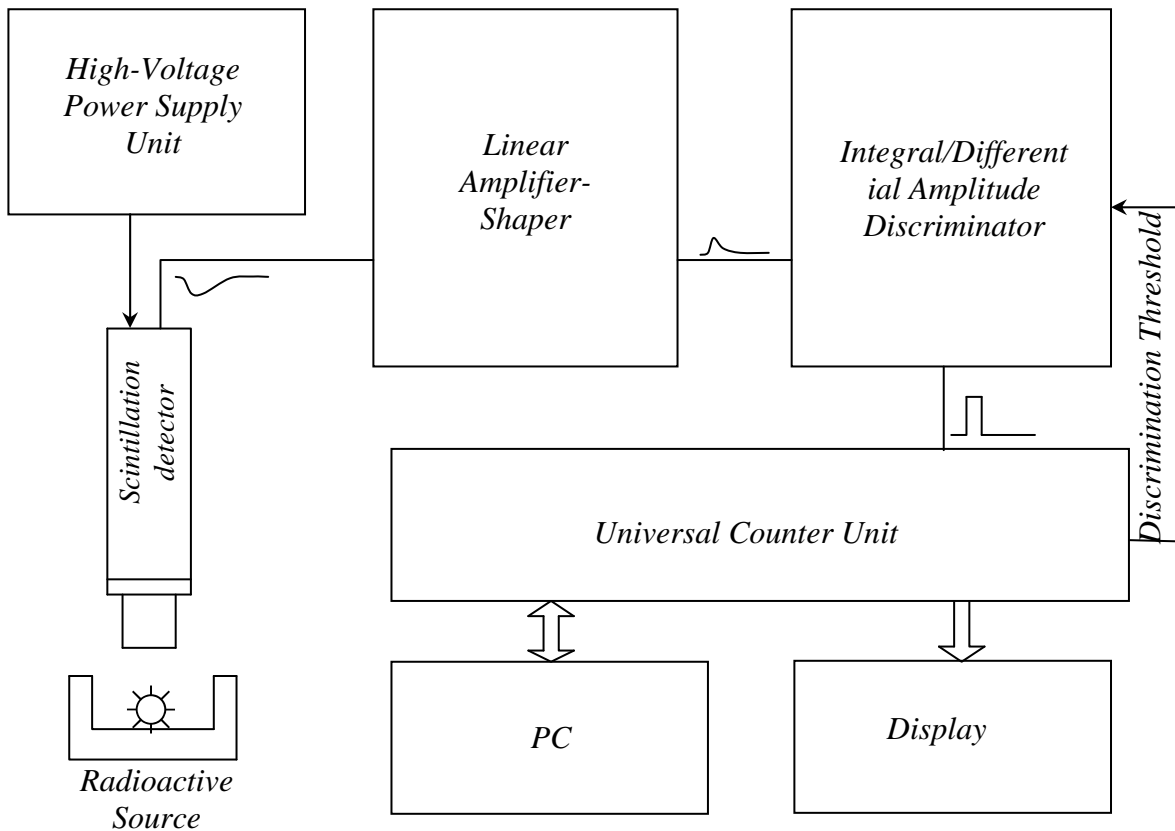 High-Voltage
Power Supply
Unit
Linear
Amplifier-
Shaper
Integral/Different
ial Amplitude
Discriminator
Discrimination Threshold
Scintillation
detector
Universal Counter Unit
PC
Display
Radioactive
Source